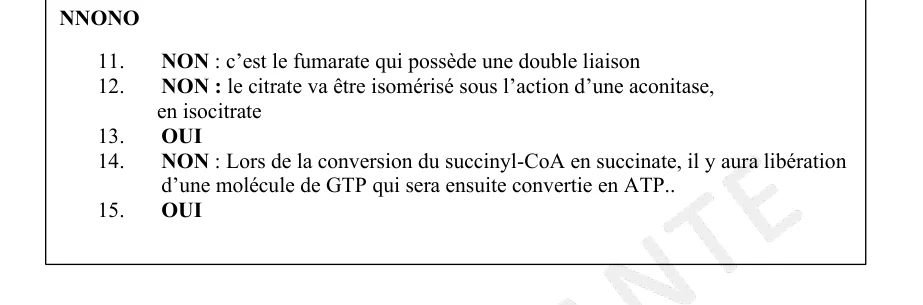 NNONO
11. NON : c’est le fumarate qui possède une double liaison
12. NON : le citrate va être isomérisé sous l’action d’une aconitase,
en isocitrate
13. OUI
14. NON : Lors de la conversion du succinyl-CoA en succinate, il y aura libération
d’une molécule de GTP qui sera ensuite convertie en ATP..
15. OUI